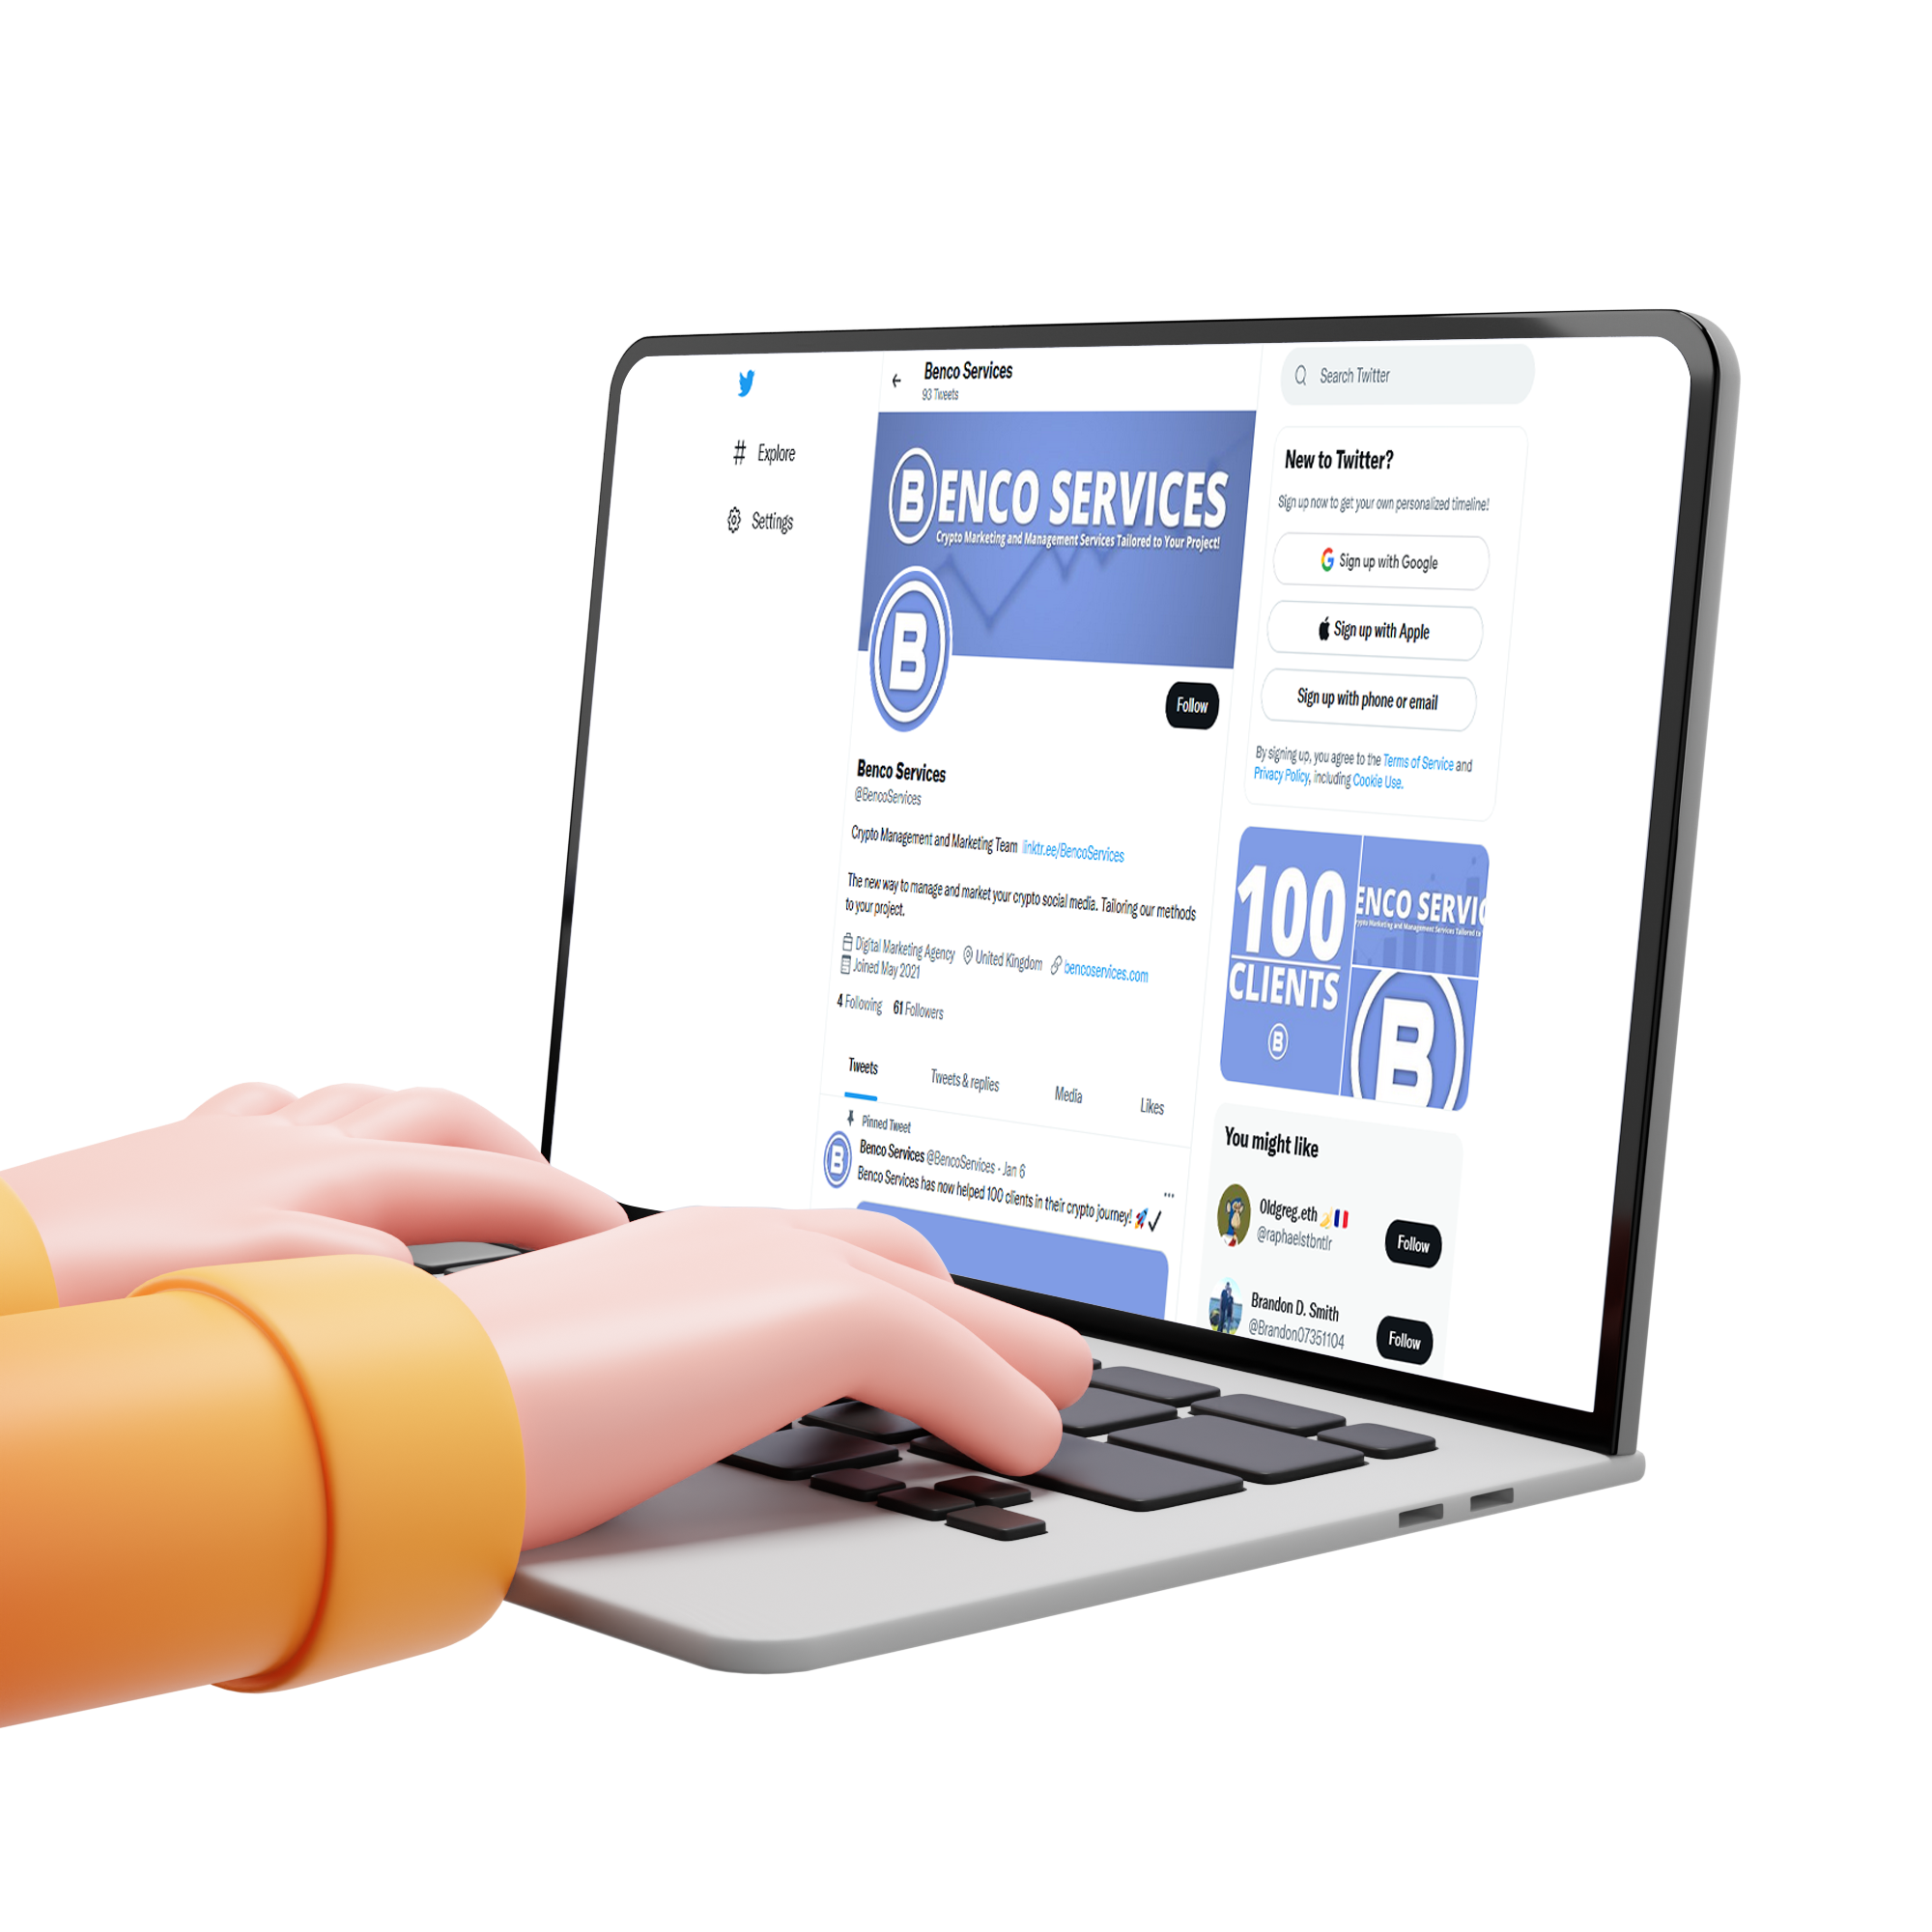 Explore
Settings
Benco Services
93 Tweets
BENCO SERVICES
Crypto Marketing and Management Services Tailored to Your Project!
B
Follow
Benco Services
@BencoServices
Crypto Management and Marketing Team linktr.ee/BencoServices
The new way to manage and market your crypto social media. Tailoring our methods
to your project.
Digital Marketing Agency United Kingdom bencoservices.com
Joined May 2021
4 Following 61 Followers
Tweets Tweets & replies Media Likes
Pinned Tweet
Benco Services @BencoServices · Jan 6
Benco Services has now helped 100 clients in their crypto journey! 🚀✔
B
Search Twitter
New to Twitter?
Sign up now to get your own personalized timeline!
Sign up with Google
Sign up with Apple
Sign up with phone or email
By signing up, you agree to the Terms of Service and
Privacy Policy, including Cookie Use.
100
CLIENTS
B
ENCO SERVIC
rypto Marketing and Management Services Tailored to
B
You might like
Oldgreg.eth
@raphaelstbntlr
Follow
Brandon D. Smith
@Brandon07351104
Follow